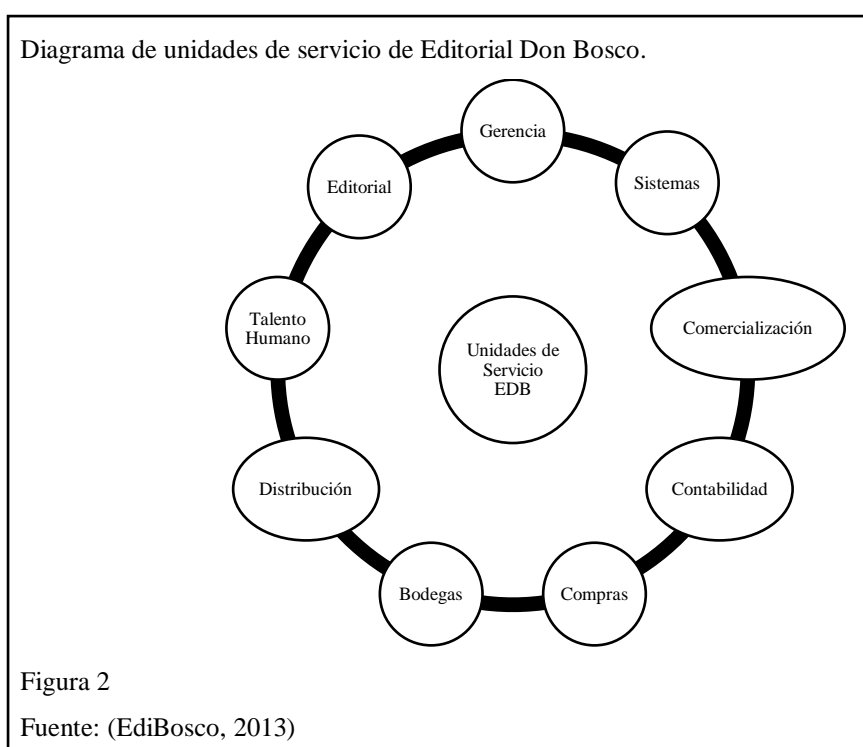 Diagrama de unidades de servicio de Editorial Don Bosco.
Gerencia
Sistemas
Comercialización
Contabilidad
Compras
Bodegas
Distribución
Talento
Humano
Editorial
Unidades de
Servicio
EDB
Figura 2
Fuente: (EdiBosco, 2013)